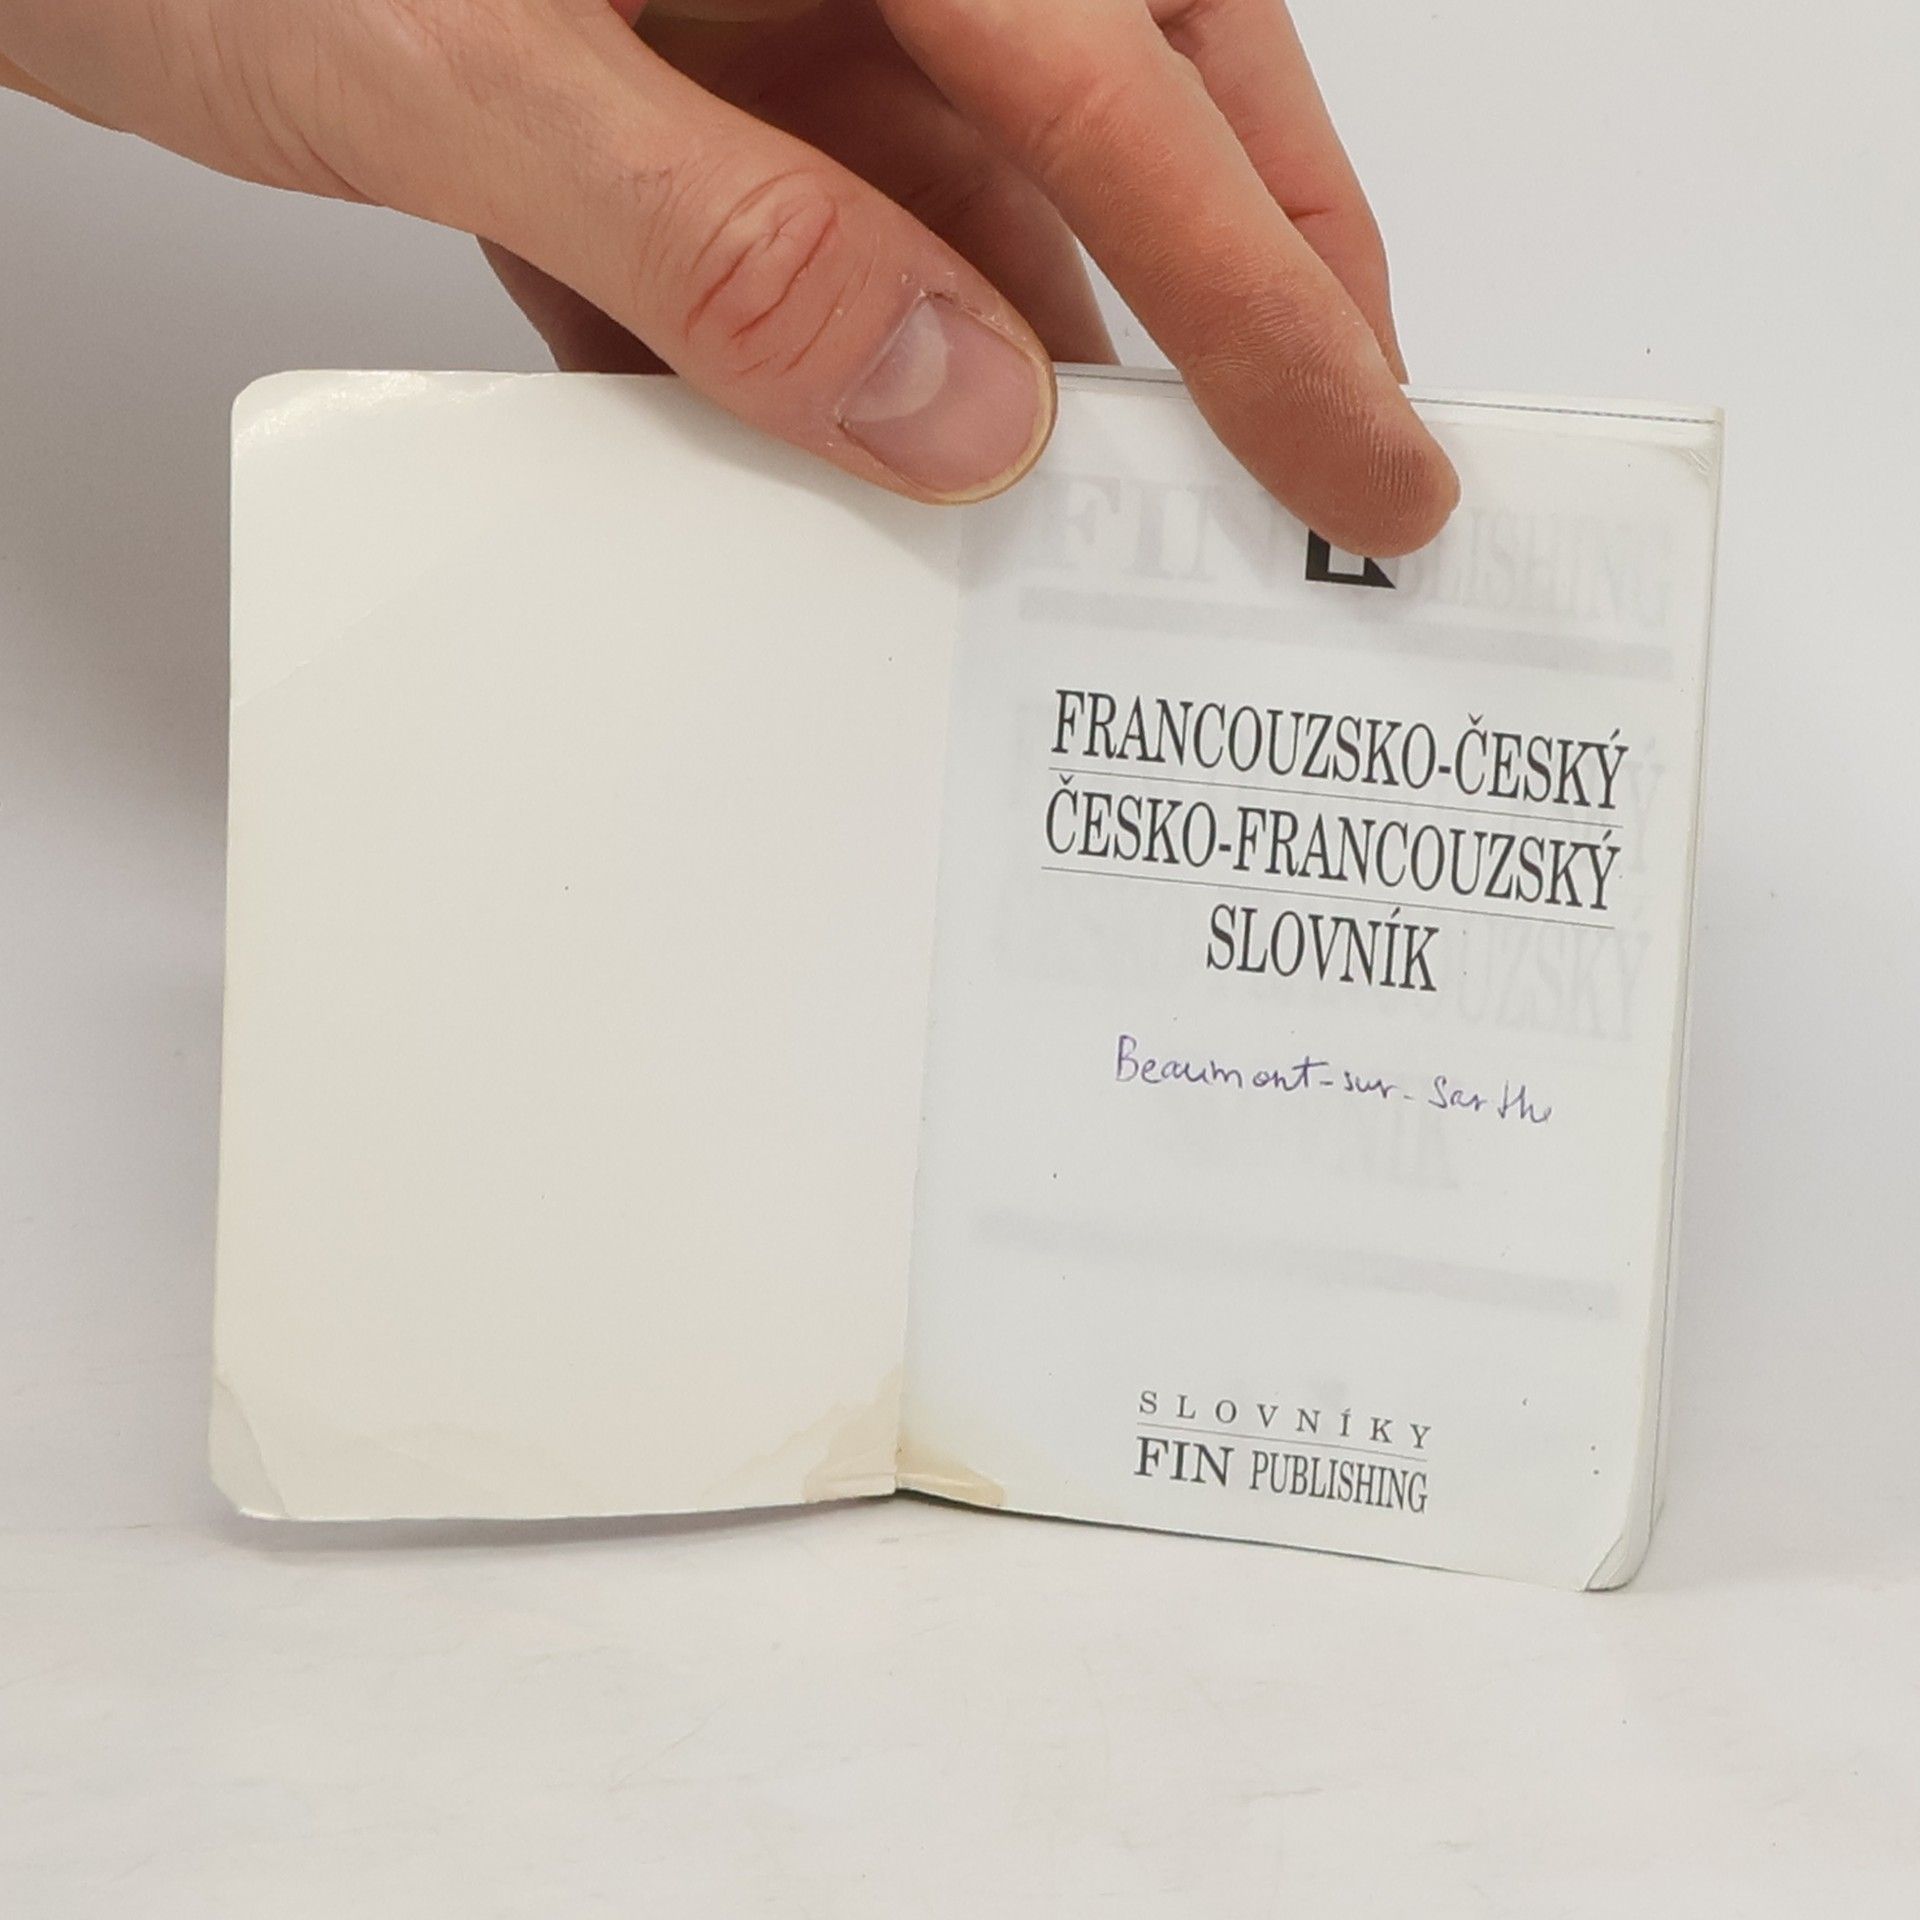 FRANCOUZSKO-ČESKÝ
ČESKO-FRANCOUZSKÝ
SLOVNÍK
Beaumont-sur-Sarthe
SLOVNÍKY
FIN PUBLISHING